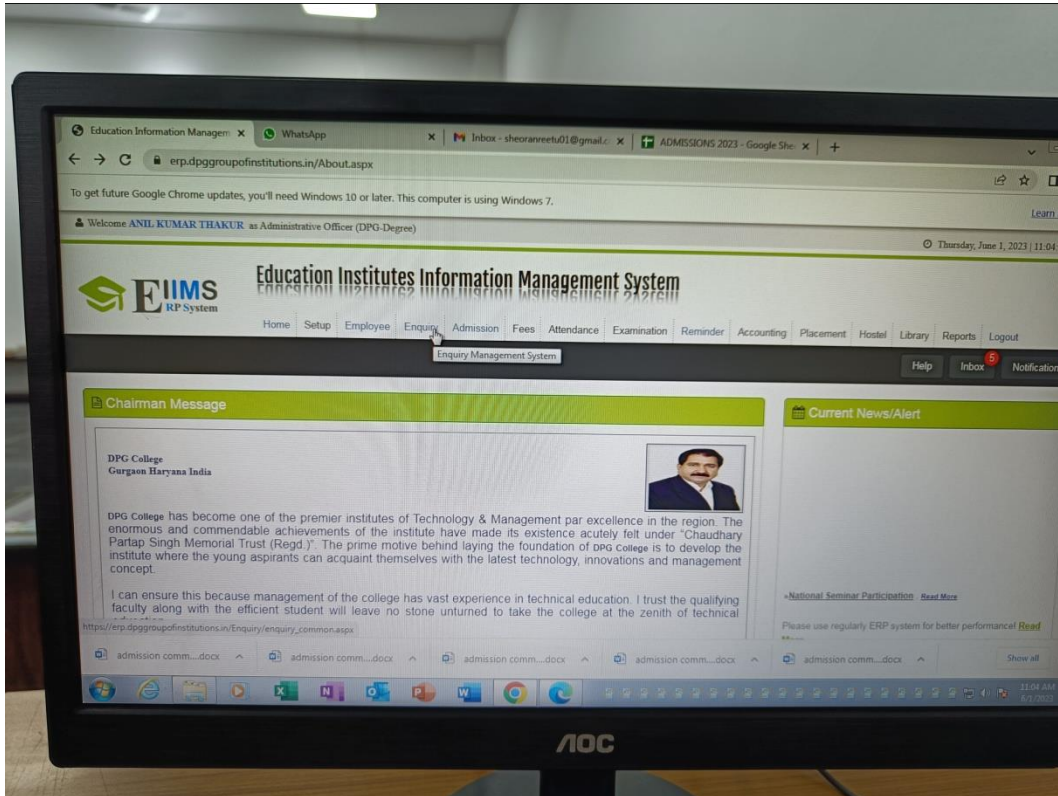 Education Information Managem
WhatsApp
Inbox - sheoranreetu01@gmail.c
ADMISSIONS 2023 - Google She
erp.dpggroupofinstitutions.in/About.aspx
To get future Google Chrome updates, you'll need Windows 10 or later. This computer is using Windows 7.
Learn
Welcome ANIL KUMAR THAKUR as Administrative Officer (DPG-Degree)
Thursday, June 1, 2023 | 11:04
EIIMS
RP System
Education Institutes Information Management System
Home Setup Employee Enquiry Admission Fees Attendance Examination Reminder Accounting Placement Hostel Library Reports Logout
Enquiry Management System
Help Inbox 5 Notification
Chairman Message
Current News/Alert
DPG College
Gurgaon Haryana India
DPG College has become one of the premier institutes of Technology & Management par excellence in the region. The
enormous and commendable achievements of the institute have made its existence acutely felt under "Chaudhary
Partap Singh Memorial Trust (Regd.)". The prime motive behind laying the foundation of DPG College is to develop the
institute where the young aspirants can acquaint themselves with the latest technology, innovations and management
concept.
I can ensure this because management of the college has vast experience in technical education. I trust the qualifying
faculty along with the efficient student will leave no stone unturned to take the college at the zenith of technical
»National Seminar Participation Read More
Please use regularly ERP system for better performance! Read
https://erp.dpggroupofinstitutions.in/Enquiry/enquiry_common.aspx
admission comm....docx
admission comm....docx
admission comm....docx
admission comm....docx
admission comm....docx
Show all
11:04 AM
6/1/2023
AOC